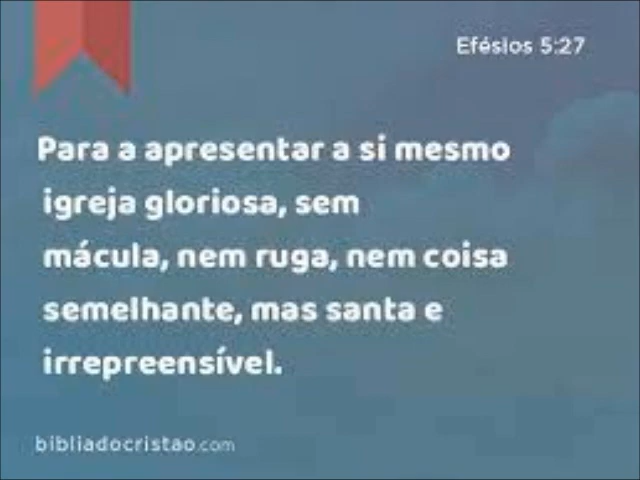 Efésios 5:27
Para a apresentar a si mesmo
igreja gloriosa, sem
mácula, nem ruga, nem coisa
semelhante, mas santa e
irrepreensível.
bibliadocristao.com